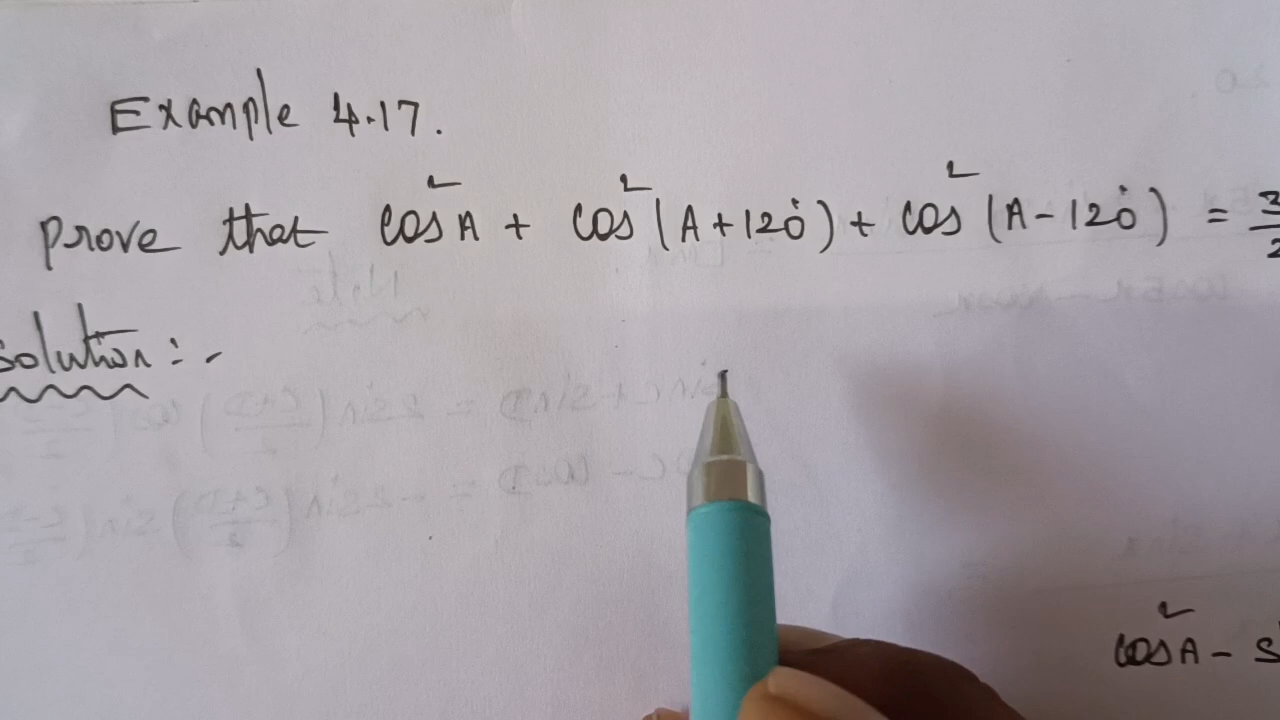 Example 4.17.
Prove that cos²A + cos²(A+120°) + cos²(A-120°) = 3/2
Solution:-
cos²A - s